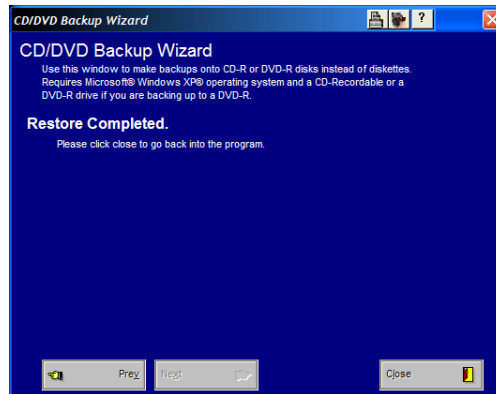 CD/DVD Backup Wizard
?
CD/DVD Backup Wizard
Use this window to make backups onto CD-R or DVD-R disks instead of diskettes.
Requires Microsoft® Windows XP® operating system and a CD-Recordable or a
DVD-R drive if you are backing up to a DVD-R.
Restore Completed.
Please click close to go back into the program.
Prev Next Close